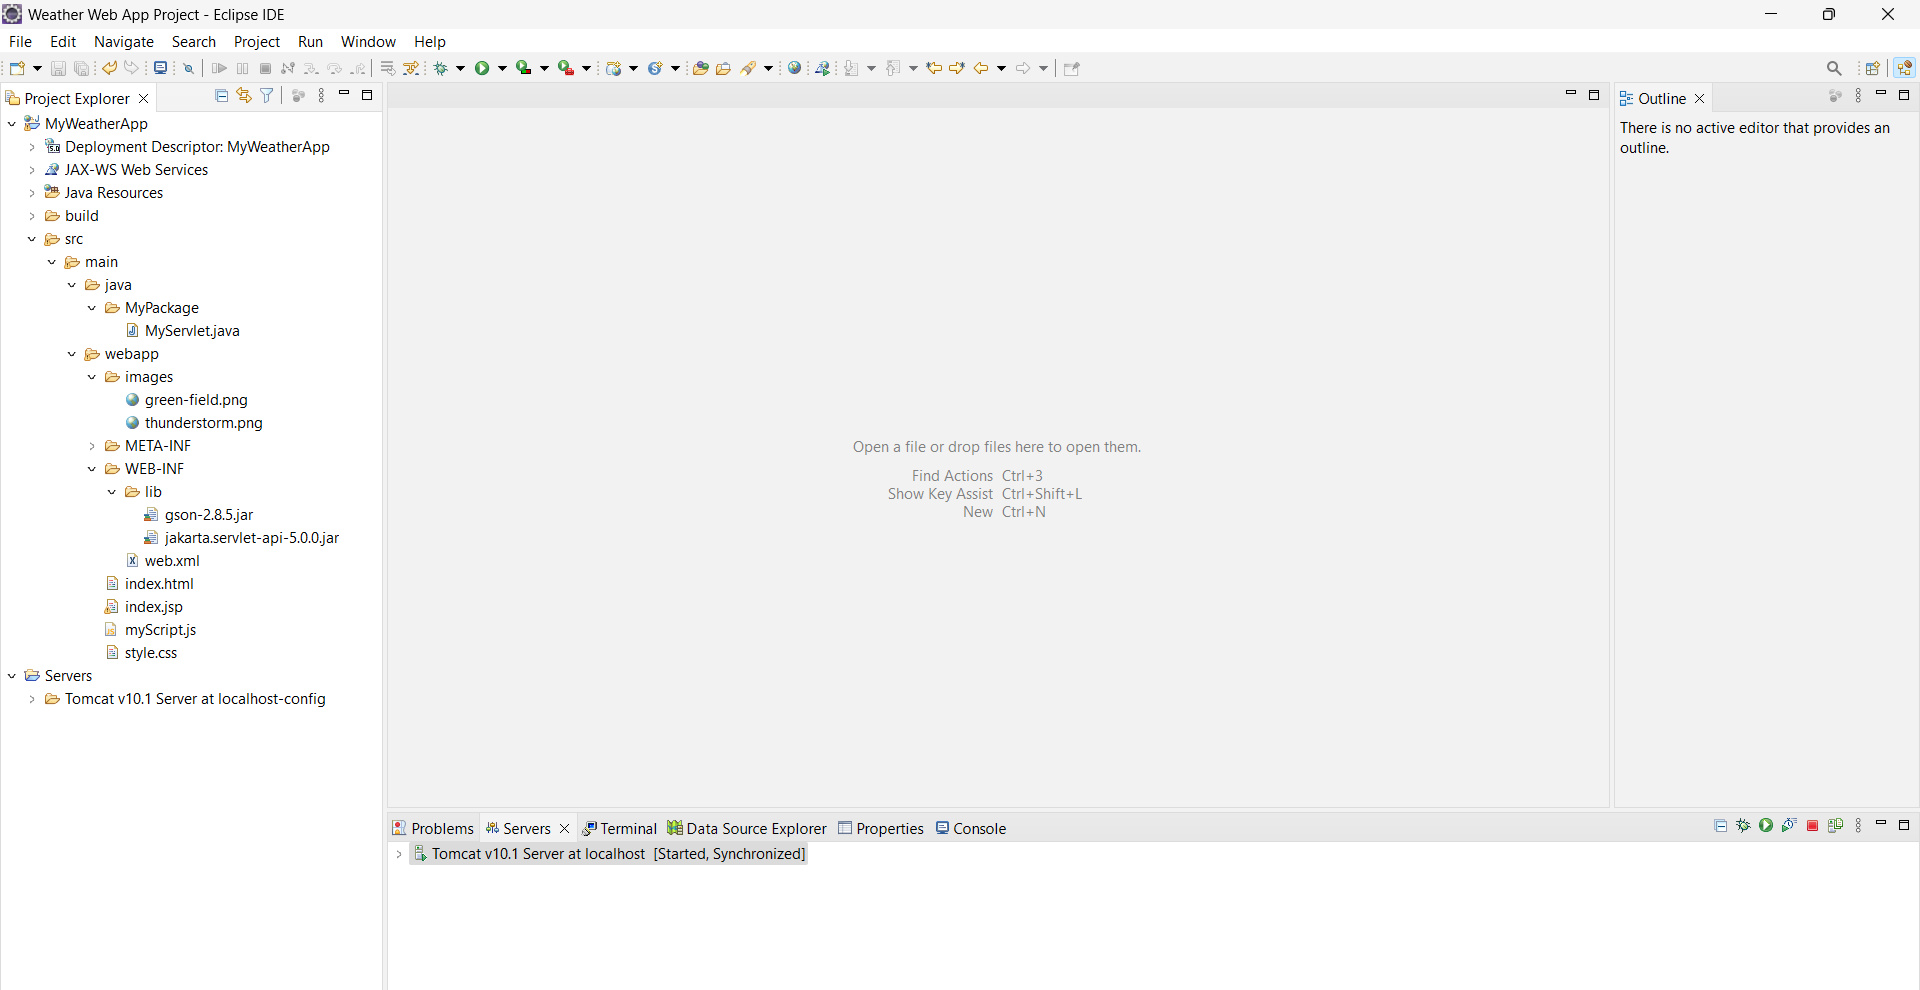 Weather Web App Project - Eclipse IDE
File Edit Navigate Search Project Run Window Help
Project Explorer
MyWeatherApp
Deployment Descriptor: MyWeatherApp
JAX-WS Web Services
Java Resources
build
src
main
java
MyPackage
MyServlet.java
webapp
images
green-field.png
thunderstorm.png
META-INF
WEB-INF
lib
gson-2.8.5.jar
jakarta.servlet-api-5.0.0.jar
web.xml
index.html
index.jsp
myScript.js
style.css
Servers
Tomcat v10.1 Server at localhost-config
Open a file or drop files here to open them.
Find Actions Ctrl+3
Show Key Assist Ctrl+Shift+L
New Ctrl+N
Outline
There is no active editor that provides an
outline.
Problems Servers Terminal Data Source Explorer Properties Console
Tomcat v10.1 Server at localhost [Started, Synchronized]